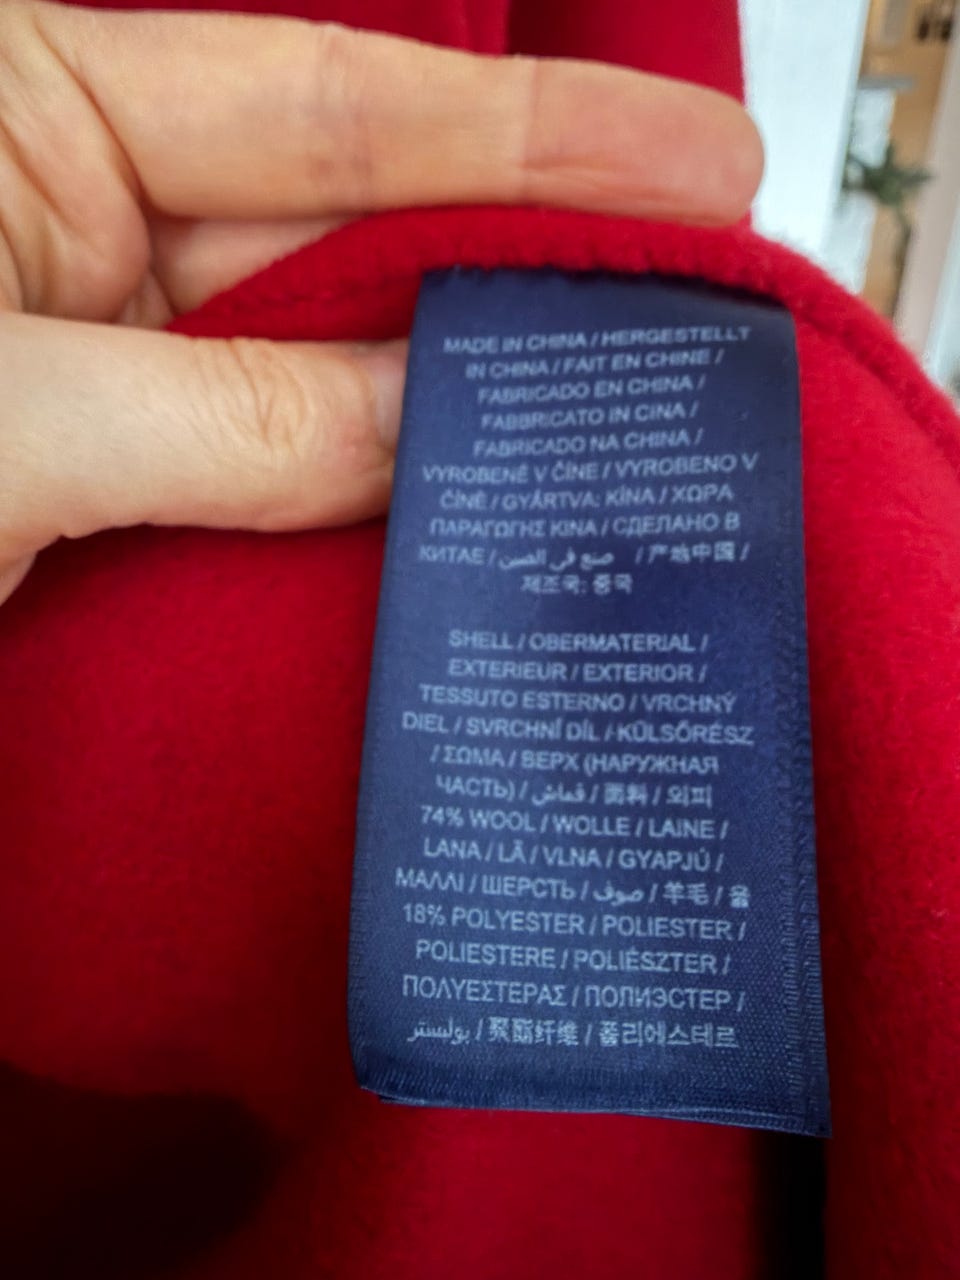 MADE IN CHINA / HERGESTELLT
IN CHINA / FAIT EN CHINE /
FABRICADO EN CHINA /
FABBRICATO IN CINA /
FABRICADO NA CHINA /
VYROBENÉ V ČÍNE / VYROBENO V
ČÍNĚ / GYÁRTVA: KÍNA / ΧΩΡΑ
ΠΑΡΑΓΩΓΗΣ ΚΙΝΑ / СДЕЛАНО В
КИТАЕ / صنع في الصين / 产地中国 /
제조국: 중국
SHELL / OBERMATERIAL /
EXTERIEUR / EXTERIOR /
TESSUTO ESTERNO / VRCHNÝ
DIEL / SVRCHNÍ DÍL / KÜLSŐRÉSZ
/ ΣΩΜΑ / ВЕРХ (НАРУЖНАЯ
ЧАСТЬ) / قماش / 面料 / 외피
74% WOOL / WOLLE / LAINE /
LANA / LÃ / VLNA / GYAPJÚ /
ΜΑΛΛΙ / ШЕРСТЬ / صوف / 羊毛 / 울
18% POLYESTER / POLIESTER /
POLIESTERE / POLIÉSZTER /
ΠΟΛΥΕΣΤΕΡΑΣ / ПОЛИЭСТЕР /
بوليستر / 聚酯纤维 / 폴리에스테르